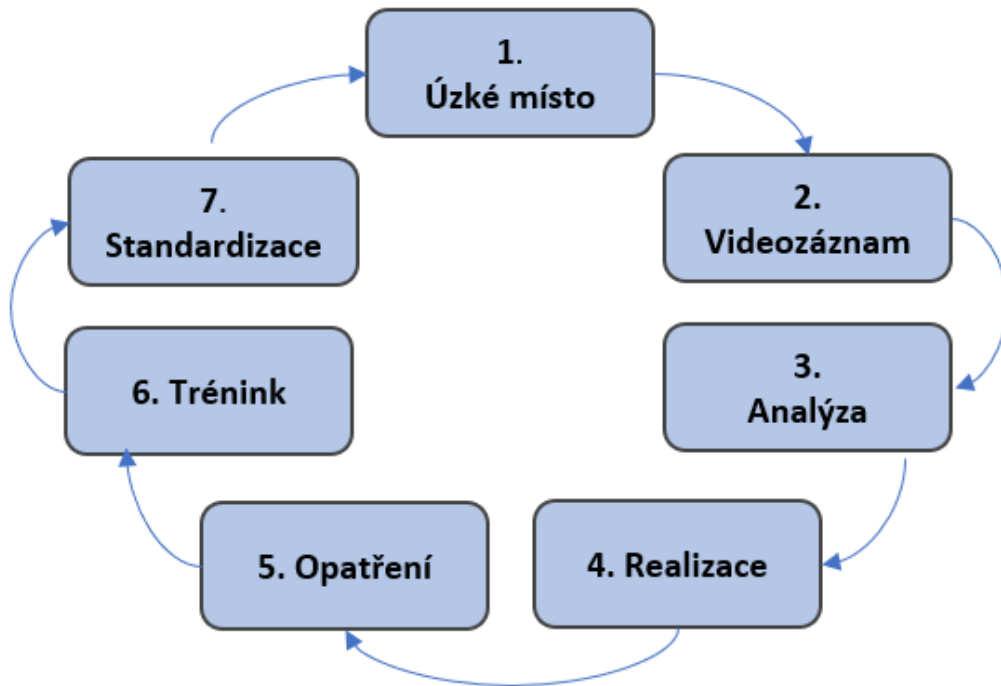 1.
Úzké místo
2.
Videozáznam
3.
Analýza
4. Realizace
5. Opatření
6. Trénink
7.
Standardizace